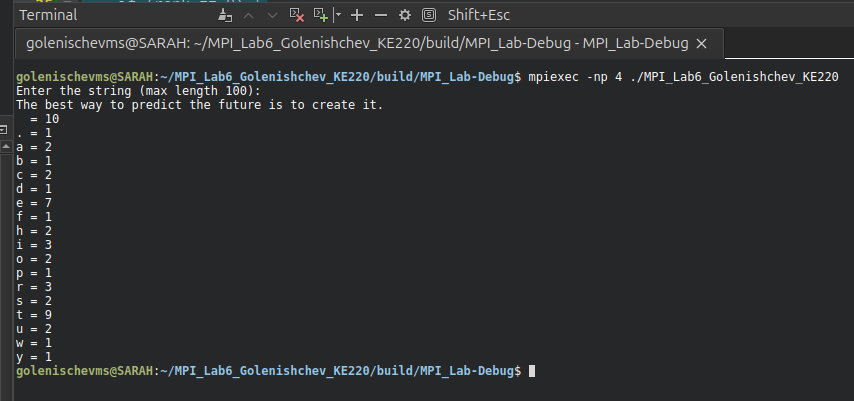 Terminal Shift+Esc
golenischevms@SARAH: ~/MPI_Lab6_Golenishchev_KE220/build/MPI_Lab-Debug - MPI_Lab-Debug
golenischevms@SARAH:~/MPI_Lab6_Golenishchev_KE220/build/MPI_Lab-Debug$ mpiexec -np 4 ./MPI_Lab6_Golenishchev_KE220
Enter the string (max length 100):
The best way to predict the future is to create it.
  = 10
. = 1
a = 2
b = 1
c = 2
d = 1
e = 7
f = 1
h = 2
i = 3
o = 2
p = 1
r = 3
s = 2
t = 9
u = 2
w = 1
y = 1
golenischevms@SARAH:~/MPI_Lab6_Golenishchev_KE220/build/MPI_Lab-Debug$